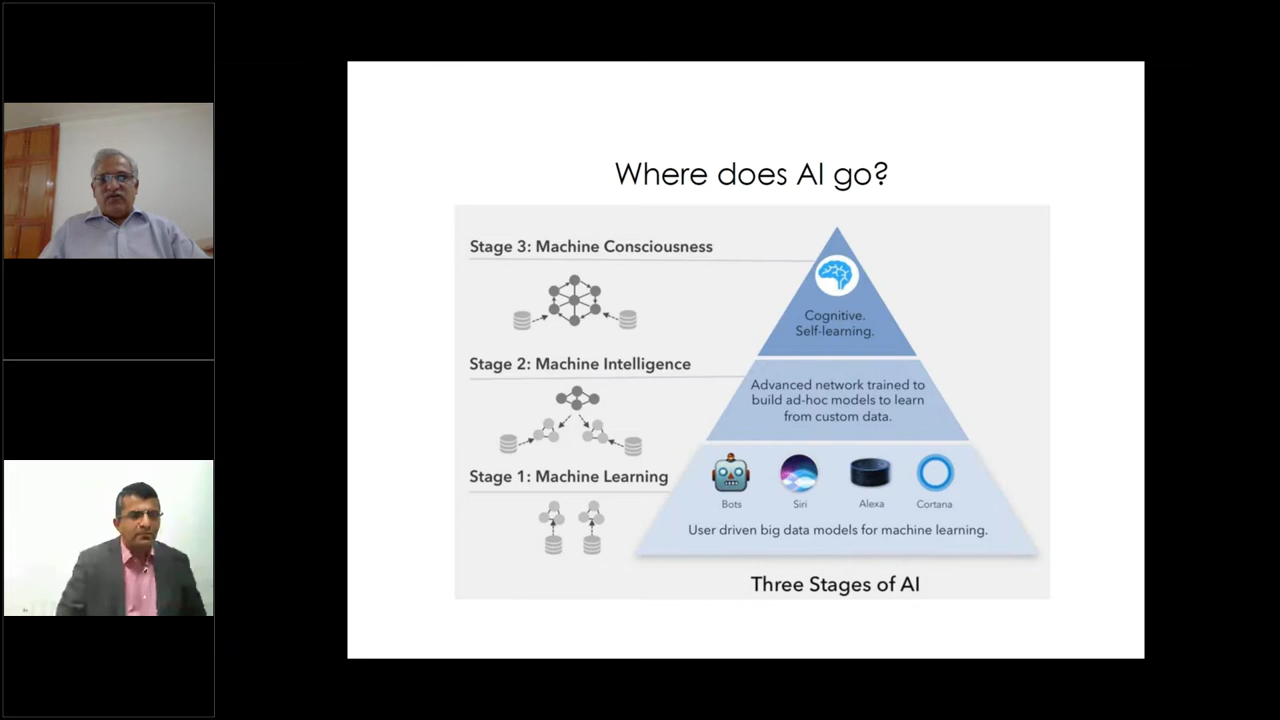 Where does AI go?
Stage 3: Machine Consciousness
Cognitive.
Self-learning.
Stage 2: Machine Intelligence
Advanced network trained to
build ad-hoc models to learn
from custom data.
Stage 1: Machine Learning
Bots
Siri
Alexa
Cortana
User driven big data models for machine learning.
Three Stages of AI